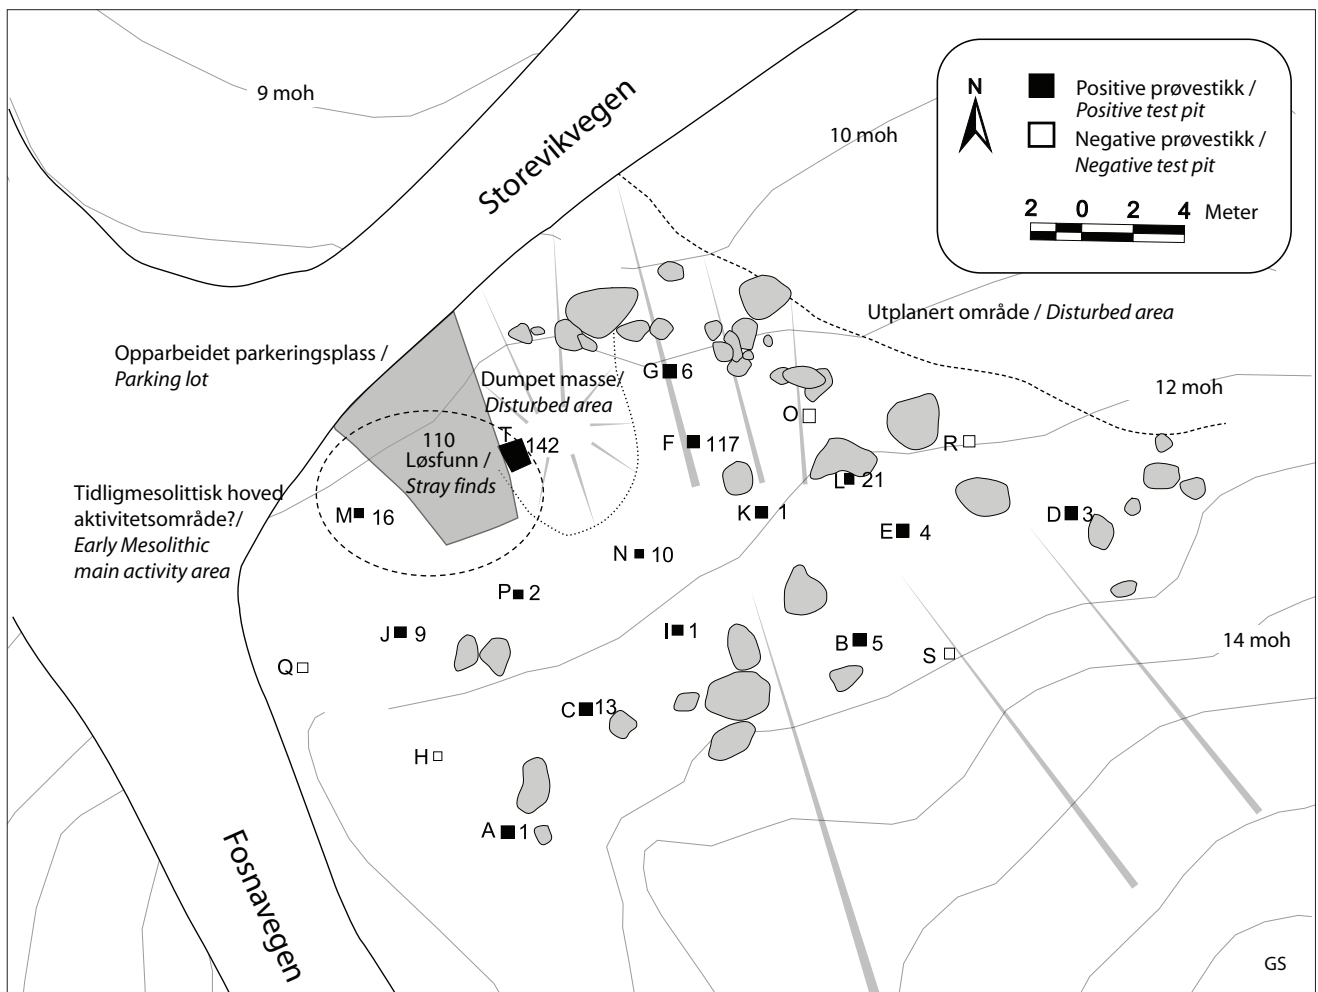 9 moh
Storevikvegen
10 moh
N
Positive prøvestikk /
Positive test pit
Negative prøvestikk /
Negative test pit
2 0 2 4 Meter
Utplanert område / Disturbed area
Opparbeidet parkeringsplass /
Parking lot
Dumpet masse/
Disturbed area
G 6
12 moh
O
R
F 117
T 142
110
Løsfunn /
Stray finds
L 21
Tidligmesolittisk hoved
aktivitetsområde?/
Early Mesolithic
main activity area
M 16
K 1
D 3
E 4
N 10
P 2
J 9
I 1
B 5
S
14 moh
Q
C 13
H
A 1
Fosnavegen
GS